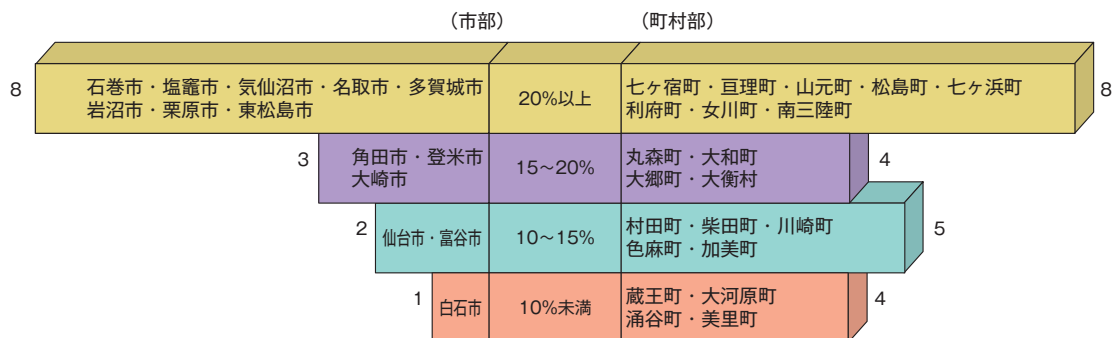 （市部）
（町村部）
8
石巻市・塩竈市・気仙沼市・名取市・多賀城市
岩沼市・栗原市・東松島市
20%以上
七ヶ宿町・亘理町・山元町・松島町・七ヶ浜町
利府町・女川町・南三陸町
8
3
角田市・登米市
大崎市
15～20%
丸森町・大和町
大郷町・大衡村
4
2
仙台市・富谷市
10～15%
村田町・柴田町・川崎町
色麻町・加美町
5
1
白石市
10%未満
蔵王町・大河原町
涌谷町・美里町
4